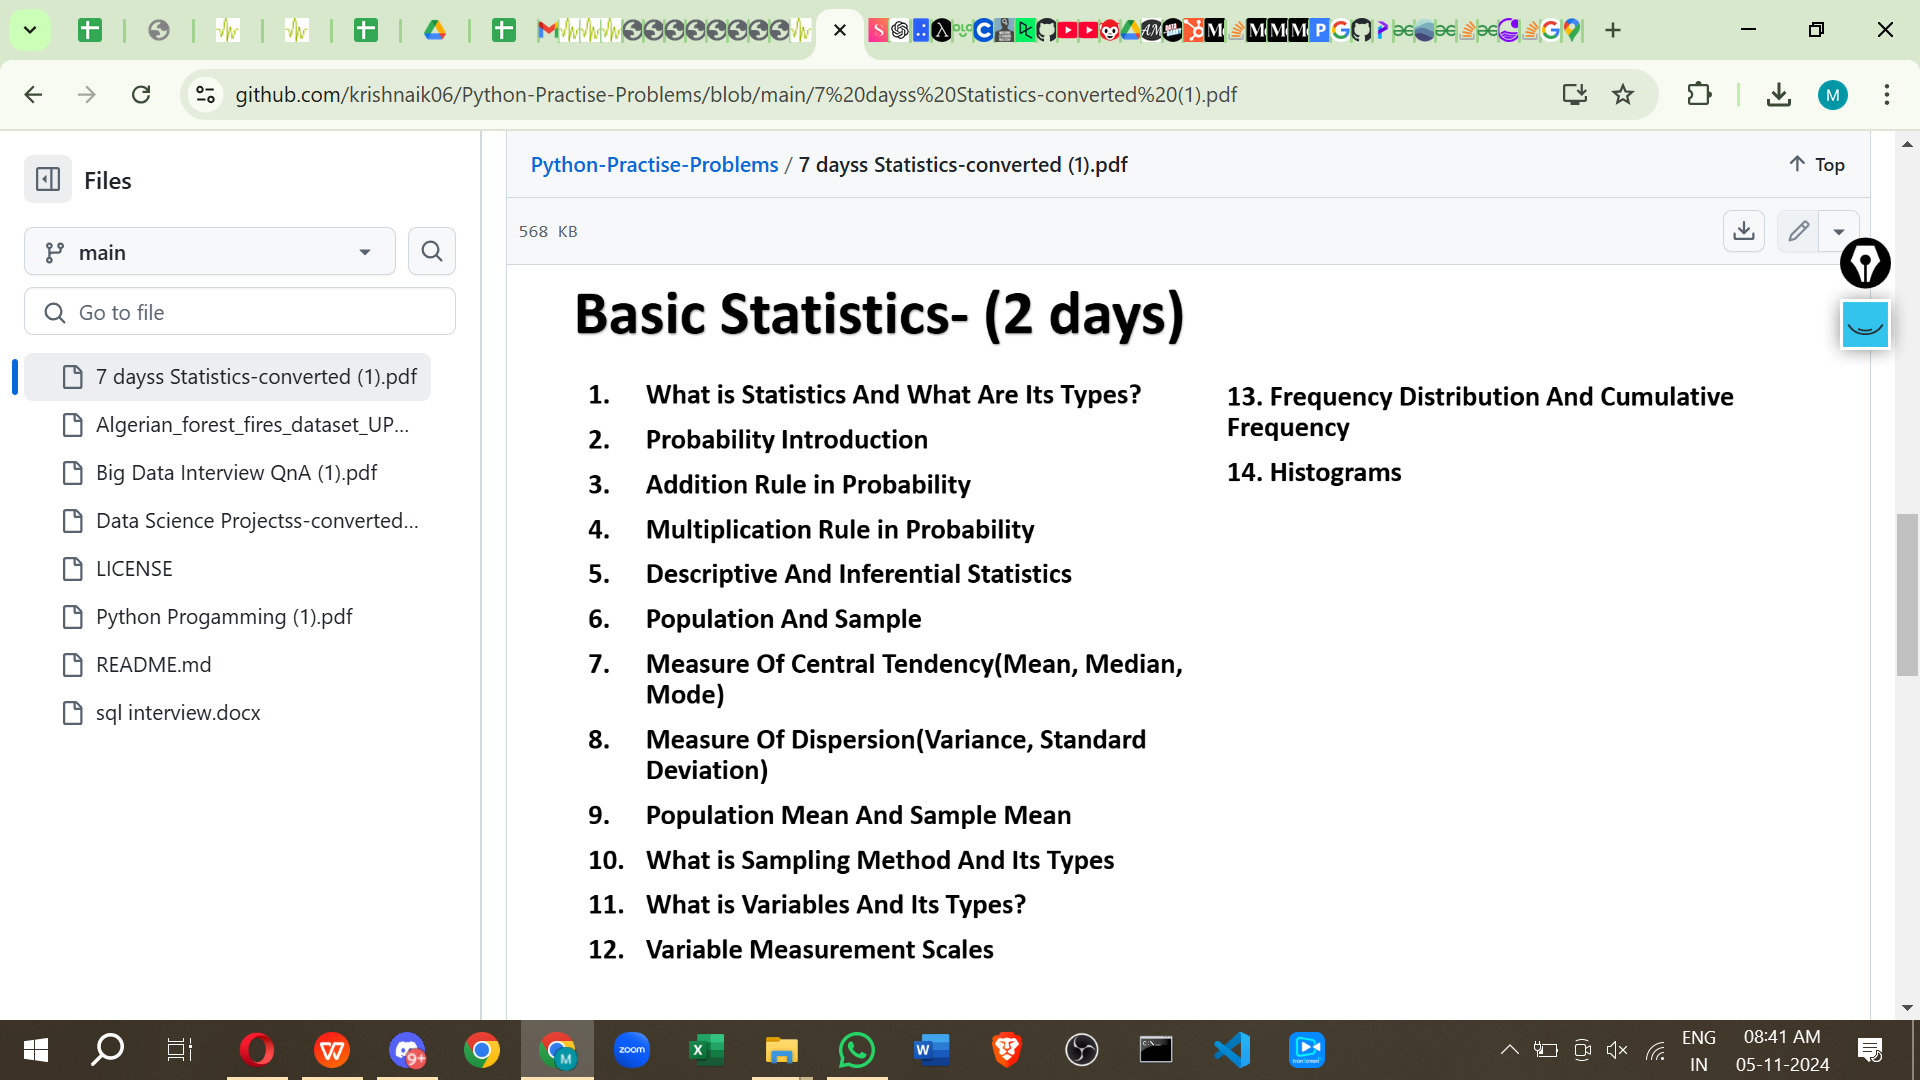 github.com/krishnaik06/Python-Practise-Problems/blob/main/7%20dayss%20Statistics-converted%20(1).pdf
M
Files
main
Go to file
7 dayss Statistics-converted (1).pdf
Algerian_forest_fires_dataset_UP...
Big Data Interview QnA (1).pdf
Data Science Projectss-converted...
LICENSE
Python Progamming (1).pdf
README.md
sql interview.docx
Python-Practise-Problems / 7 dayss Statistics-converted (1).pdf
Top
568 KB
Basic Statistics- (2 days)
1. What is Statistics And What Are Its Types?
2. Probability Introduction
3. Addition Rule in Probability
4. Multiplication Rule in Probability
5. Descriptive And Inferential Statistics
6. Population And Sample
7. Measure Of Central Tendency(Mean, Median,
Mode)
8. Measure Of Dispersion(Variance, Standard
Deviation)
9. Population Mean And Sample Mean
10. What is Sampling Method And Its Types
11. What is Variables And Its Types?
12. Variable Measurement Scales
13. Frequency Distribution And Cumulative
Frequency
14. Histograms
9+
M
zoom
ENG
IN
08:41 AM
05-11-2024